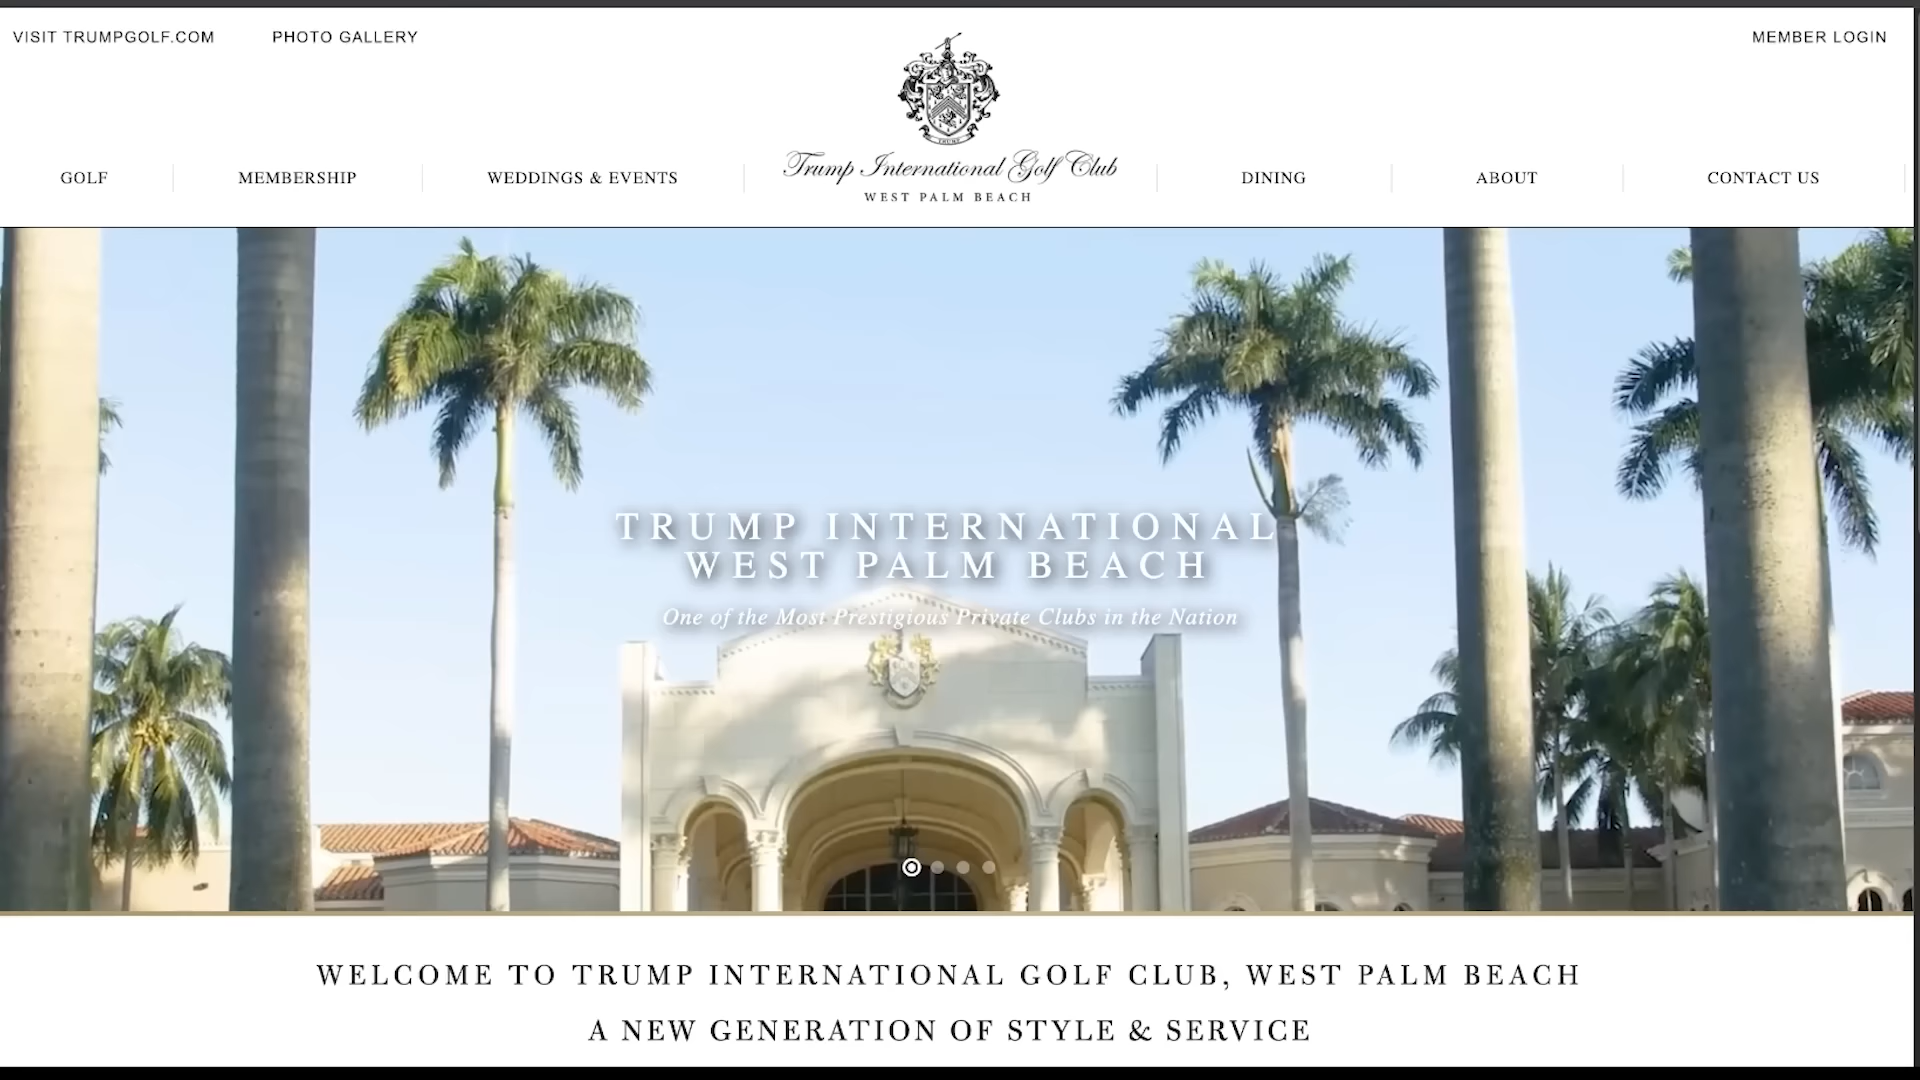 VISIT TRUMPGOLF.COM
PHOTO GALLERY
MEMBER LOGIN
GOLF
MEMBERSHIP
WEDDINGS & EVENTS
Trump International Golf Club
WEST PALM BEACH
DINING
ABOUT
CONTACT US
TRUMP INTERNATIONAL
WEST PALM BEACH
One of the Most Prestigious Private Clubs in the Nation
WELCOME TO TRUMP INTERNATIONAL GOLF CLUB, WEST PALM BEACH
A NEW GENERATION OF STYLE & SERVICE